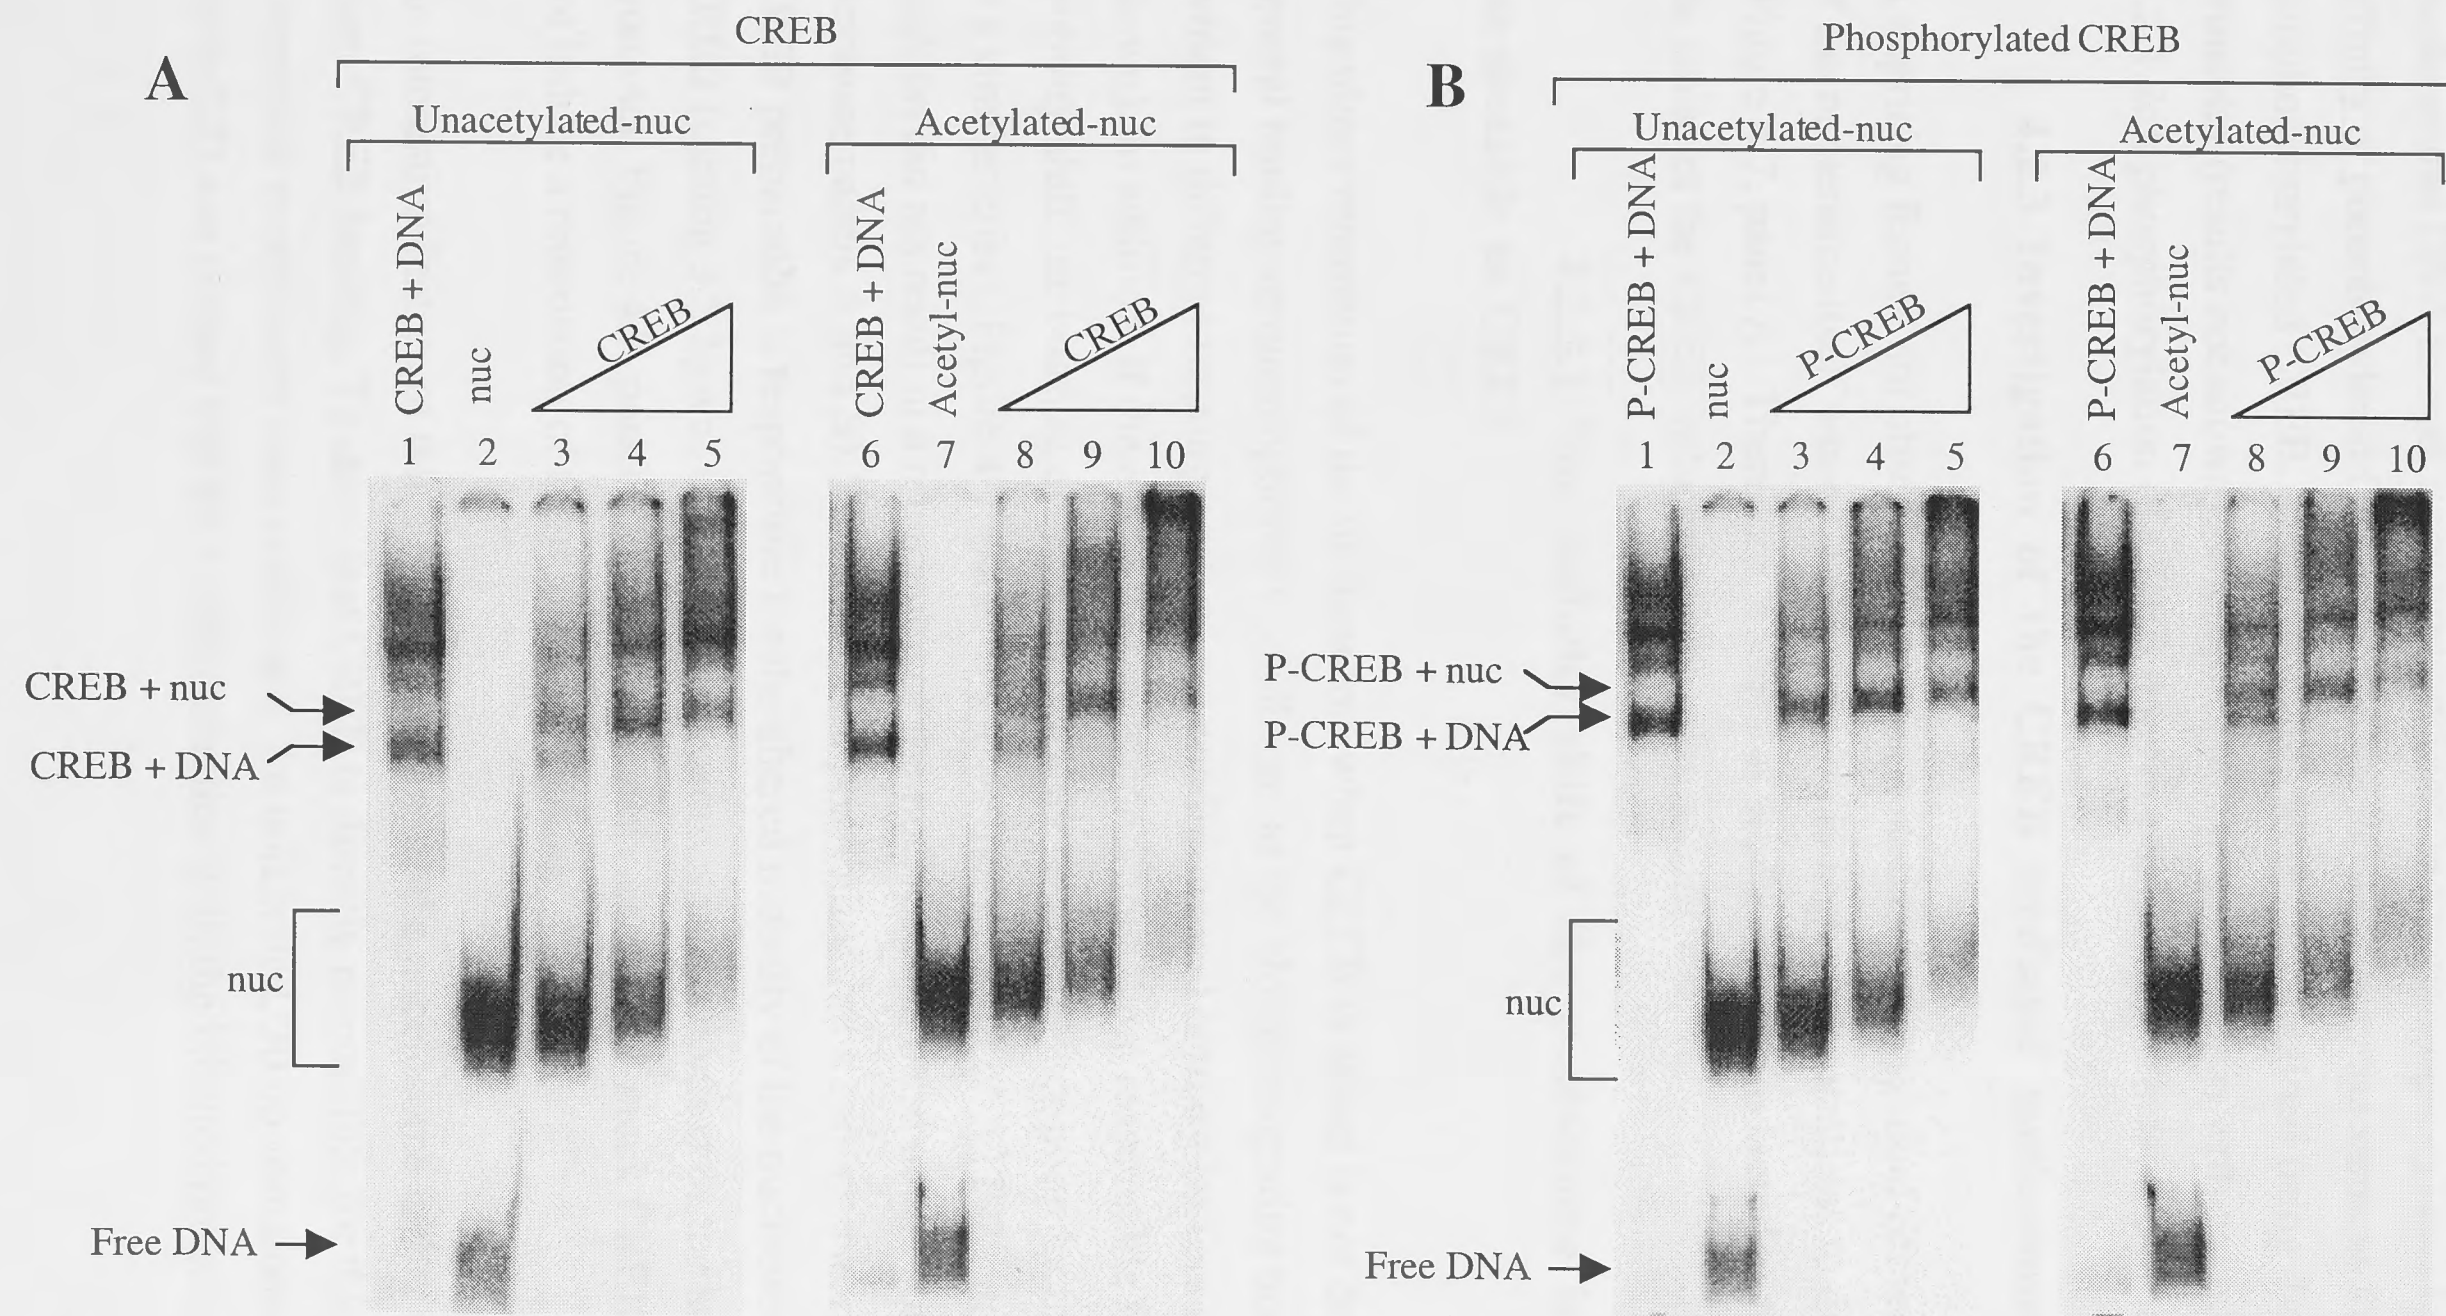 A
CREB
Unacetylated-nuc
Acetylated-nuc
CREB + DNA
nuc
CREB
CREB + DNA
Acetyl-nuc
CREB
1 2 3 4 5 6 7 8 9 10
CREB + nuc
CREB + DNA
nuc
Free DNA
B
Phosphorylated CREB
Unacetylated-nuc
Acetylated-nuc
P-CREB + DNA
nuc
P-CREB
P-CREB + DNA
Acetyl-nuc
P-CREB
1 2 3 4 5 6 7 8 9 10
P-CREB + nuc
P-CREB + DNA
nuc
Free DNA